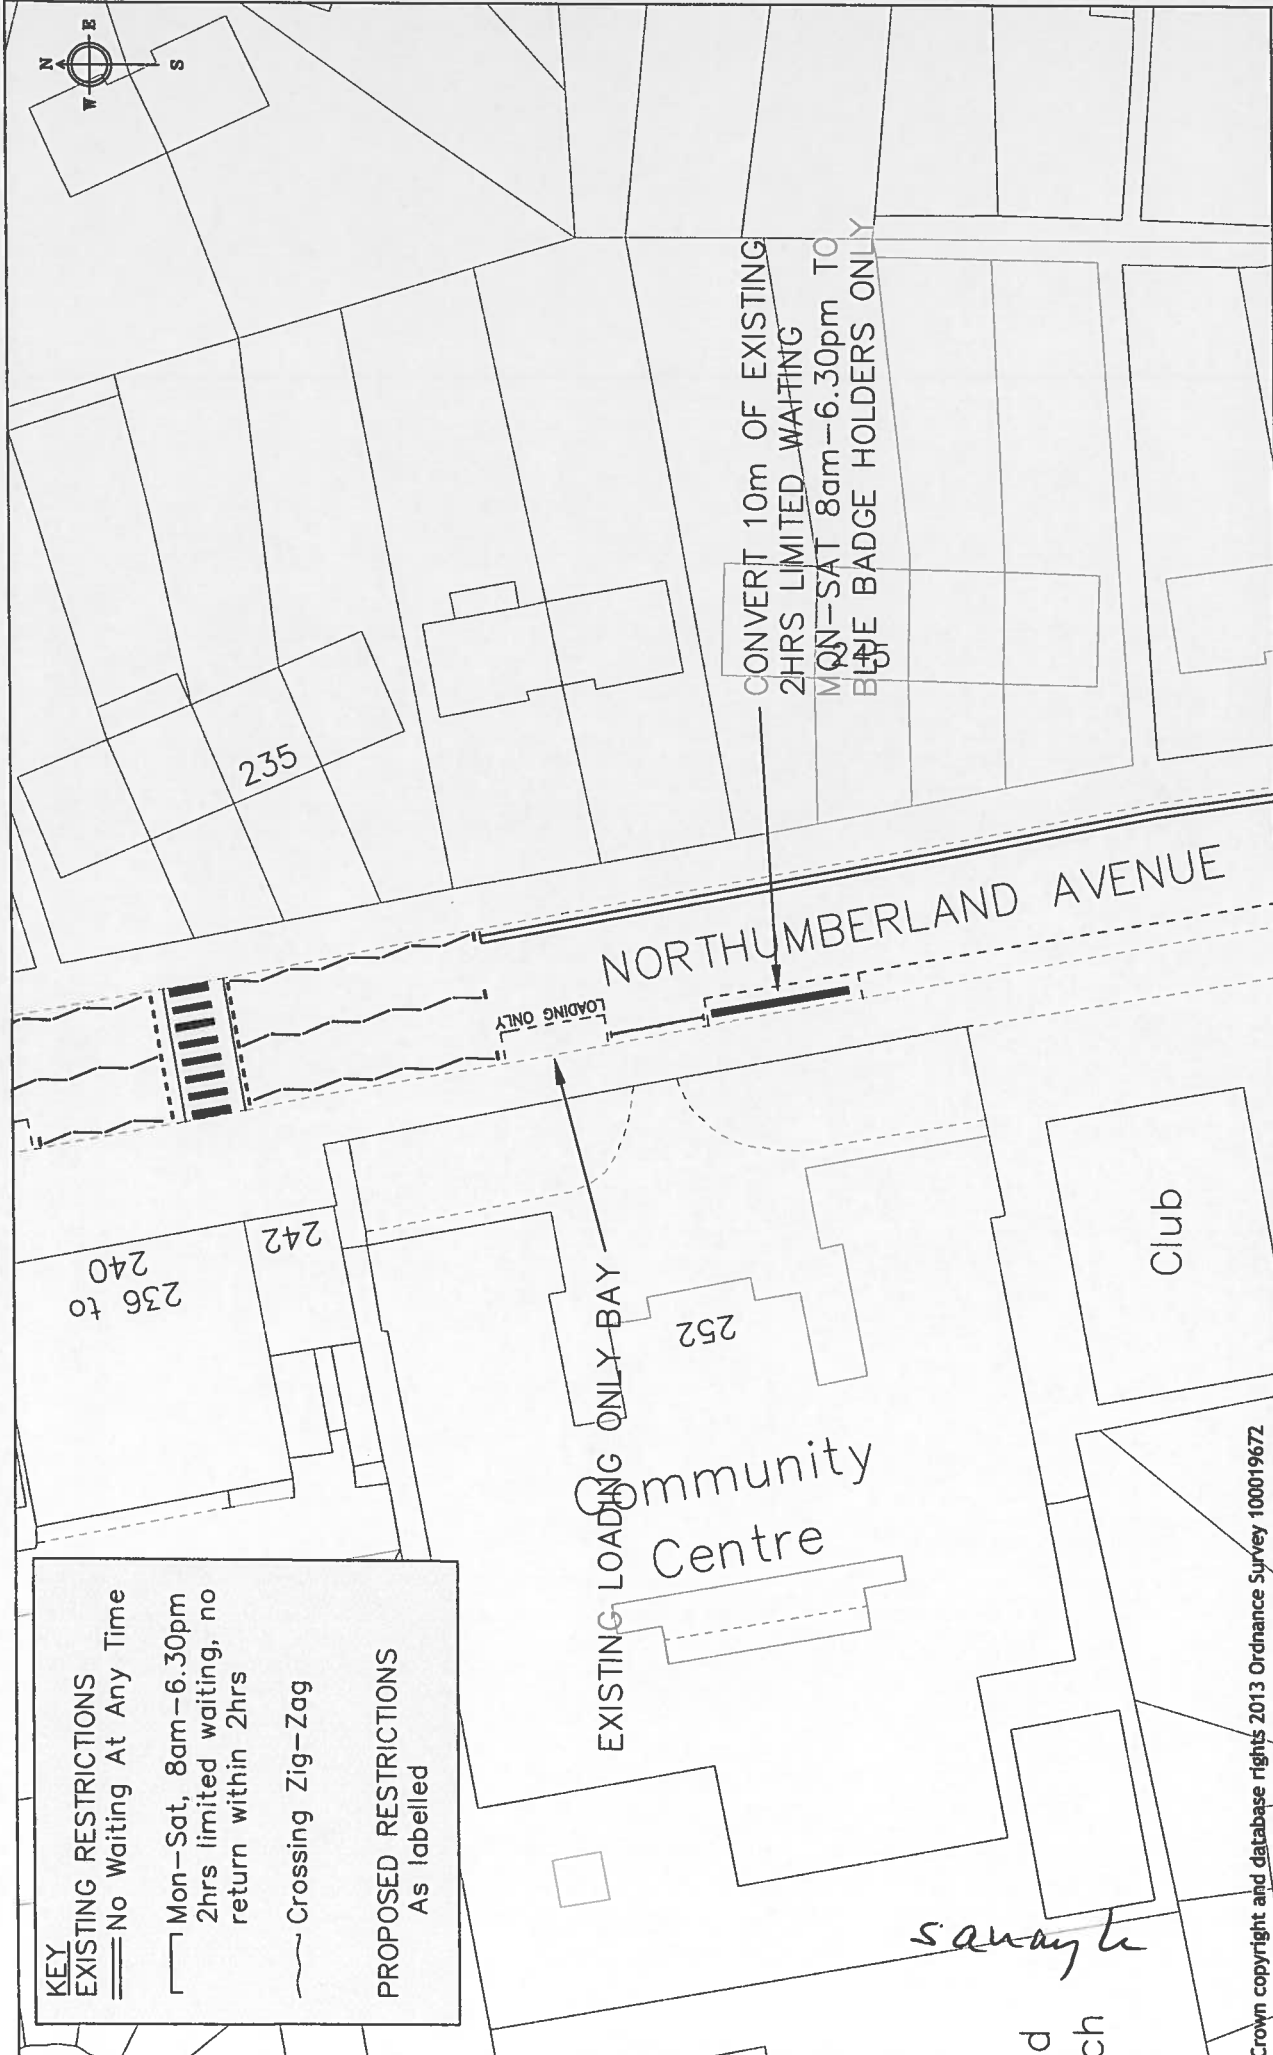 N
E
S
W
KEY
EXISTING RESTRICTIONS
No Waiting At Any Time
Mon-Sat, 8am-6.30pm
2hrs limited waiting, no
return within 2hrs
Crossing Zig-Zag
PROPOSED RESTRICTIONS
As labelled
CONVERT 10m OF EXISTING
2HRS LIMITED WAITING
MON-SAT 8am-6.30pm TO
BLUE BADGE HOLDERS ONLY
245
235
NORTHUMBERLAND AVENUE
LOADING ONLY
EXISTING LOADING ONLY BAY
236 to
240
242
252
Community
Centre
Club
d
ch
Crown copyright and database rights 2013 Ordnance Survey 100019672